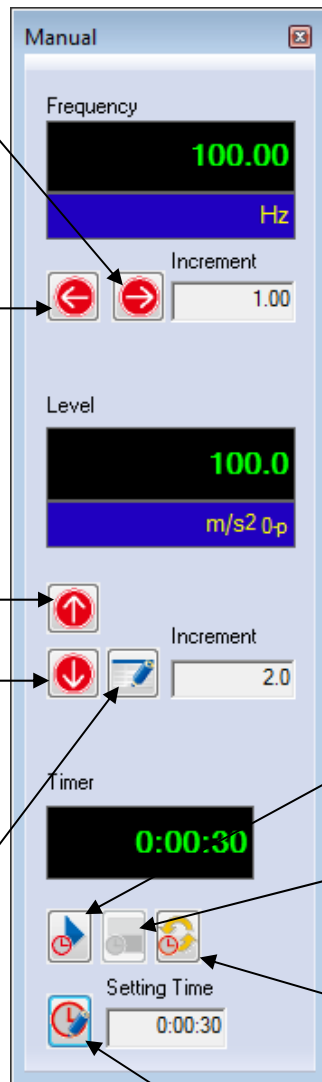 Manual
Frequency
100.00
Hz
Increment
1.00
Level
100.0
m/s2 0-p
Increment
2.0
Timer
0:00:30
Setting Time
0:00:30